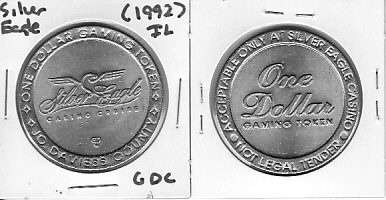 Silver
Eagle
(1992)
IL
ONE DOLLAR GAMING TOKEN
Silver Eagle
CASINO CRUISES
JO DAVIESS COUNTY
GDC
ACCEPTABLE ONLY AT SILVER EAGLE CASINO
One
Dollar
GAMING TOKEN
NOT LEGAL TENDER